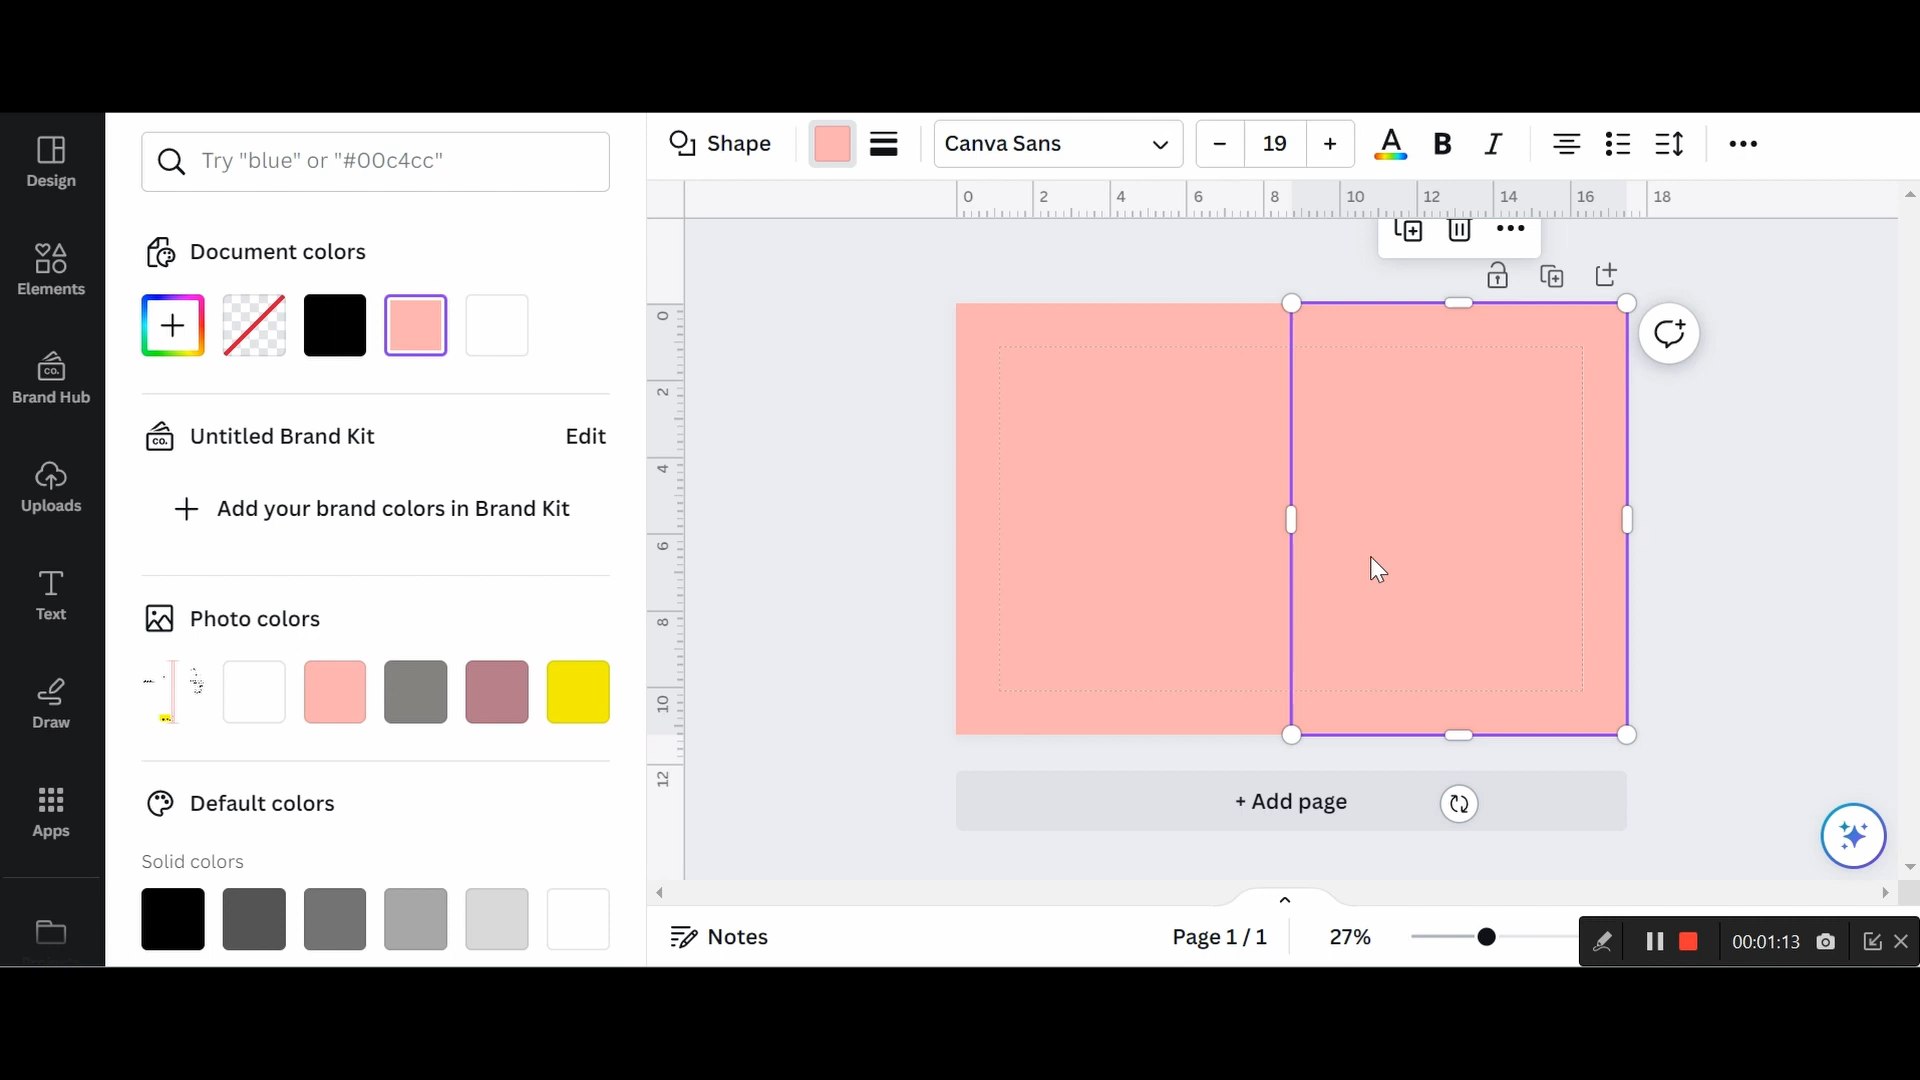 Design
Elements
Brand Hub
Uploads
Text
Draw
Apps
Try "blue" or "#00c4cc"
Document colors
Untitled Brand Kit
Edit
Add your brand colors in Brand Kit
Photo colors
Default colors
Solid colors
Shape
Canva Sans
19
A
B
I
0 2 4 6 8 10 12 14 16 18
0
2
4
6
8
10
12
+ Add page
Notes
Page 1 / 1
27%
00:01:13